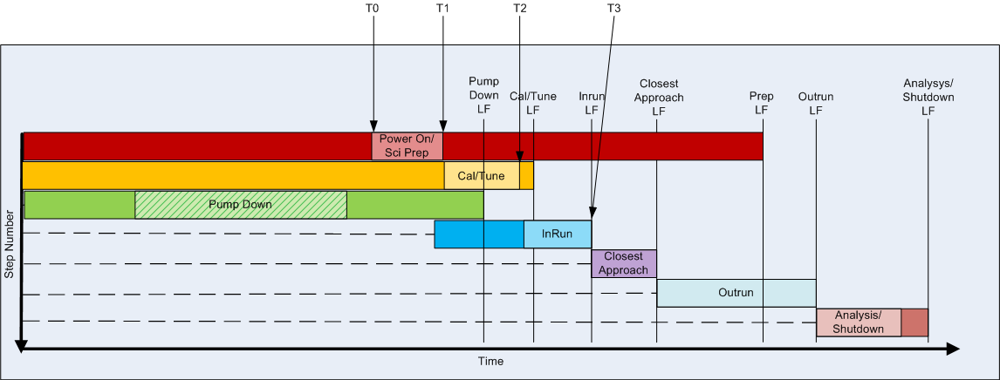 T0 T1 T2 T3
Pump
Down
LF
Cal/Tune
LF
Inrun
LF
Closest
Approach
LF
Prep
LF
Outrun
LF
Analysys/
Shutdown
LF
Power On/
Sci Prep
Cal/Tune
Pump Down
InRun
Closest
Approach
Outrun
Analysis/
Shutdown
Step Number
Time